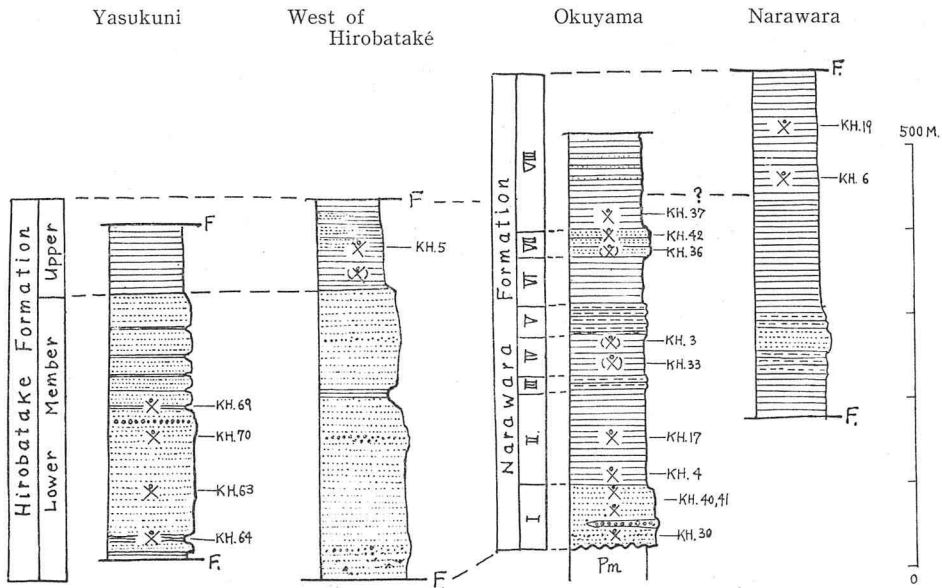 Yasukuni
West of
Hirobataké
Okuyama
Narawara
Hirobatake Formation
Upper
Lower Member
F.
KH.69
KH.70
KH.63
KH.64
F.
F
KH.5
F.
Narawara Formation
VIII
VII
VI
V
IV
III
II.
I
?
KH.37
KH.42
KH.36
KH. 3
KH.33
KH.17
KH. 4
KH.40,41
KH.30
Pm
F.
KH.19
KH. 6
F.
500 M.
0